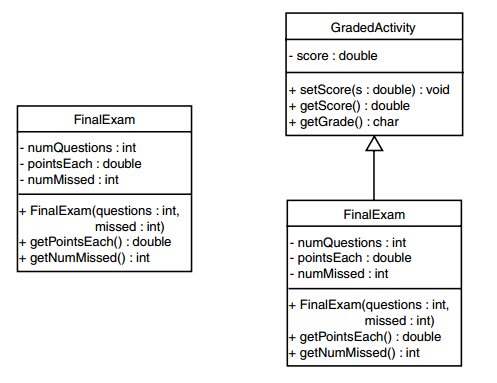 FinalExam
- numQuestions : int
- pointsEach : double
- numMissed : int
+ FinalExam(questions : int,
missed : int)
+ getPointsEach() : double
+ getNumMissed() : int
GradedActivity
- score : double
+ setScore(s : double) : void
+ getScore() : double
+ getGrade() : char
FinalExam
- numQuestions : int
- pointsEach : double
- numMissed : int
+ FinalExam(questions : int,
missed : int)
+ getPointsEach() : double
+ getNumMissed() : int